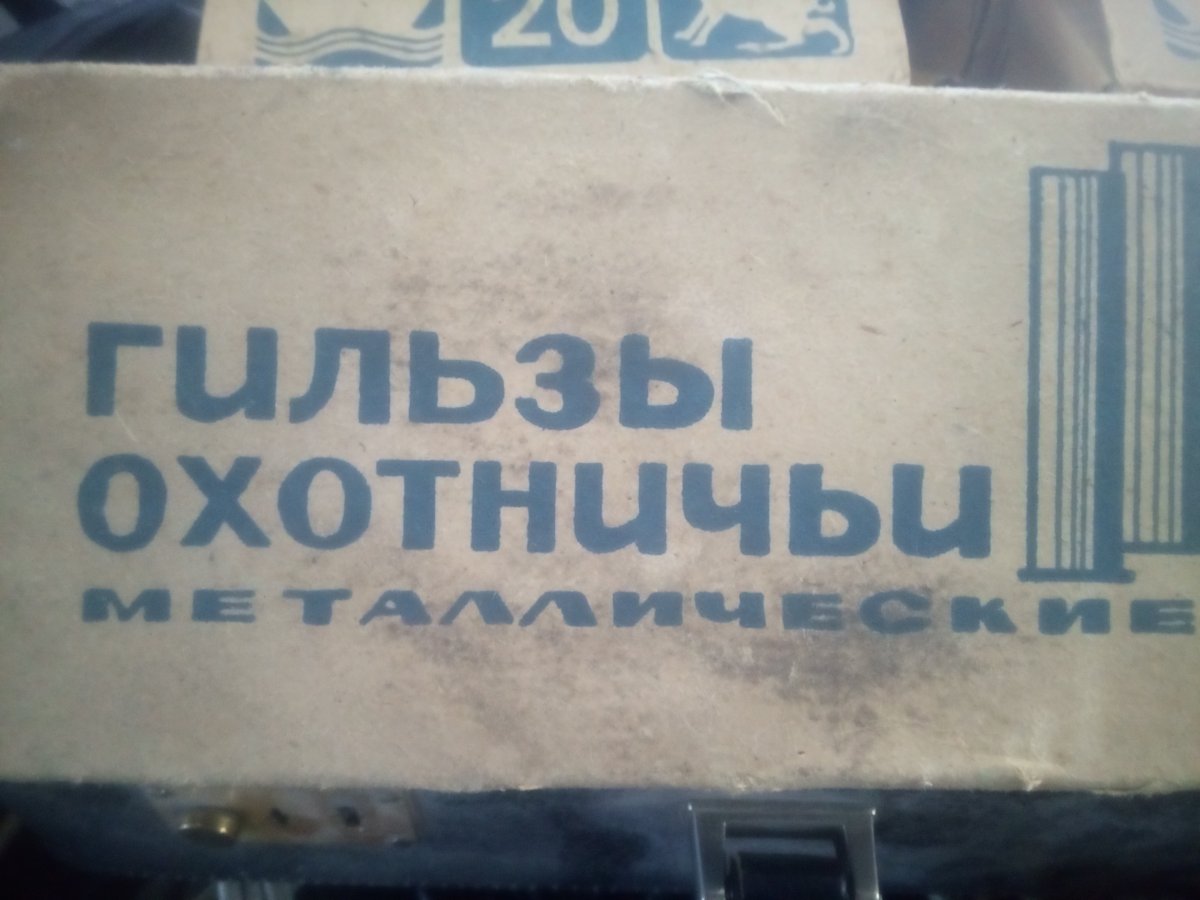 20
гильзы
охотничьи
металлические